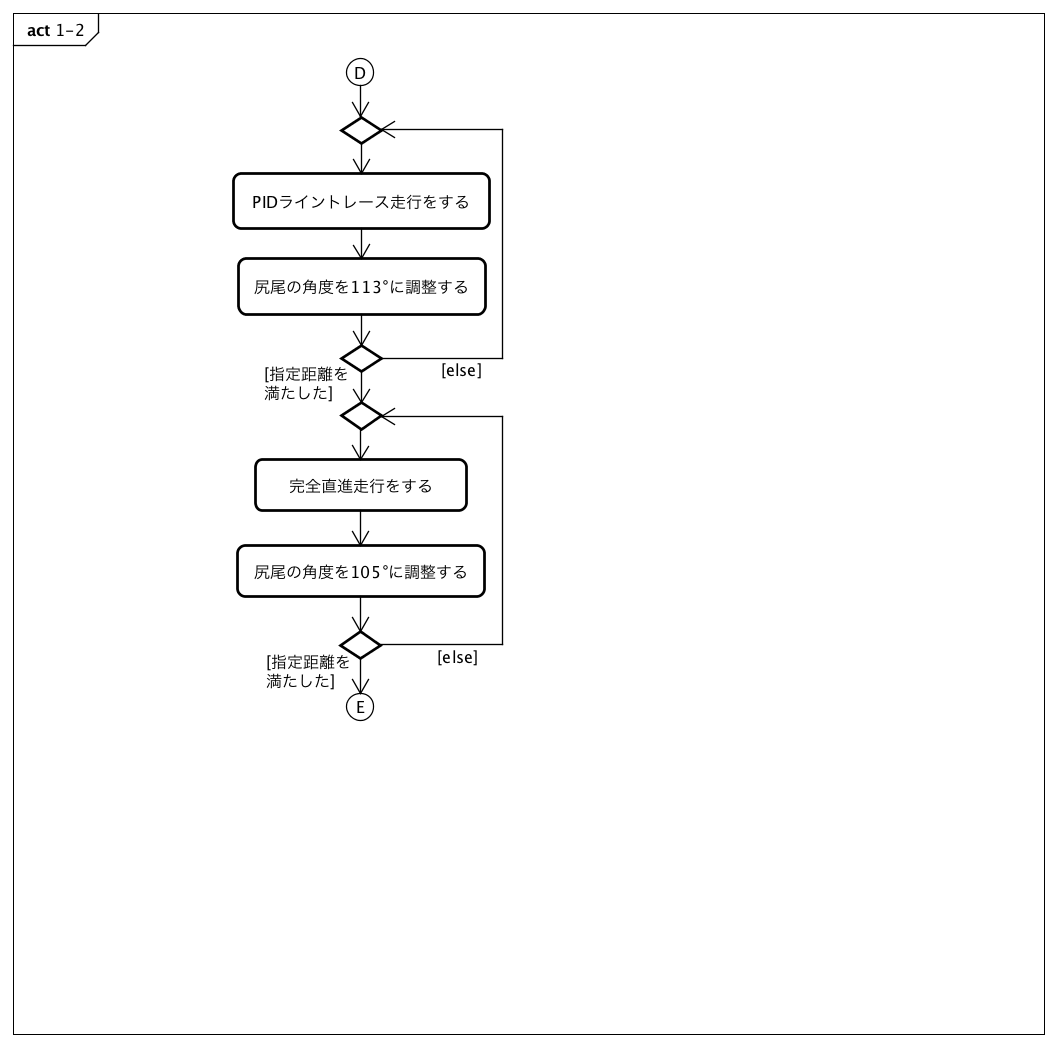 act 1-2
D
PIDライントレース走行をする
尻尾の角度を113°に調整する
[else]
[指定距離を
満たした]
完全直進走行をする
尻尾の角度を105°に調整する
[else]
[指定距離を
満たした]
E